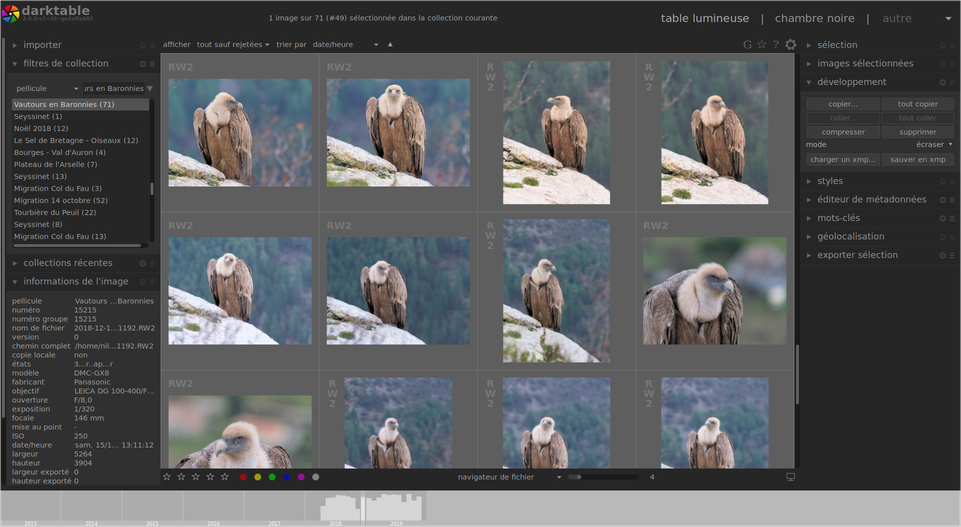 darktable
1 image sur 71 (#49) sélectionnée dans la collection courante
table lumineuse | chambre noire | autre
importer
filtres de collection
pellicule
urs en Baronnies
Vautours en Baronnies (71)
Seyssinet (1)
Noël 2018 (12)
Le Sel de Bretagne - Oiseaux (12)
Bourges - Val d'Auron (4)
Plateau de l'Arselle (7)
Seyssinet (13)
Migration Col du Fau (3)
Migration 14 octobre (52)
Tourbière du Peuil (22)
Seyssinet (8)
Migration Col du Fau (13)
collections récentes
informations de l'image
pellicule Vautours ...Baronnies
numéro 15215
numéro groupe 15215
nom de fichier 2018-12-1...1192.RW2
version 0
chemin complet /home/nil...1192.RW2
copie locale non
états 3...r..ap...r
modèle DMC-GX8
fabricant Panasonic
objectif LEICA DG 100-400/F...
ouverture F/8,0
exposition 1/320
focale 146 mm
mise au point -
ISO 250
date/heure sam. 15/1... 13:11:12
largeur 5264
hauteur 3904
largeur exporté 0
hauteur exporté 0
afficher tout sauf rejetées trier par date/heure
G ?
RW2
RW2
RW2
RW2
RW2
RW2
RW2
RW2
RW2
RW2
RW2
RW2
navigateur de fichier 4
sélection
images sélectionnées
développement
copier... tout copier
coller... tout coller
compresser supprimer
mode écraser
charger un xmp... sauver en xmp
styles
éditeur de métadonnées
mots-clés
géolocalisation
exporter sélection
2013 2014 2015 2016 2017 2018 2019